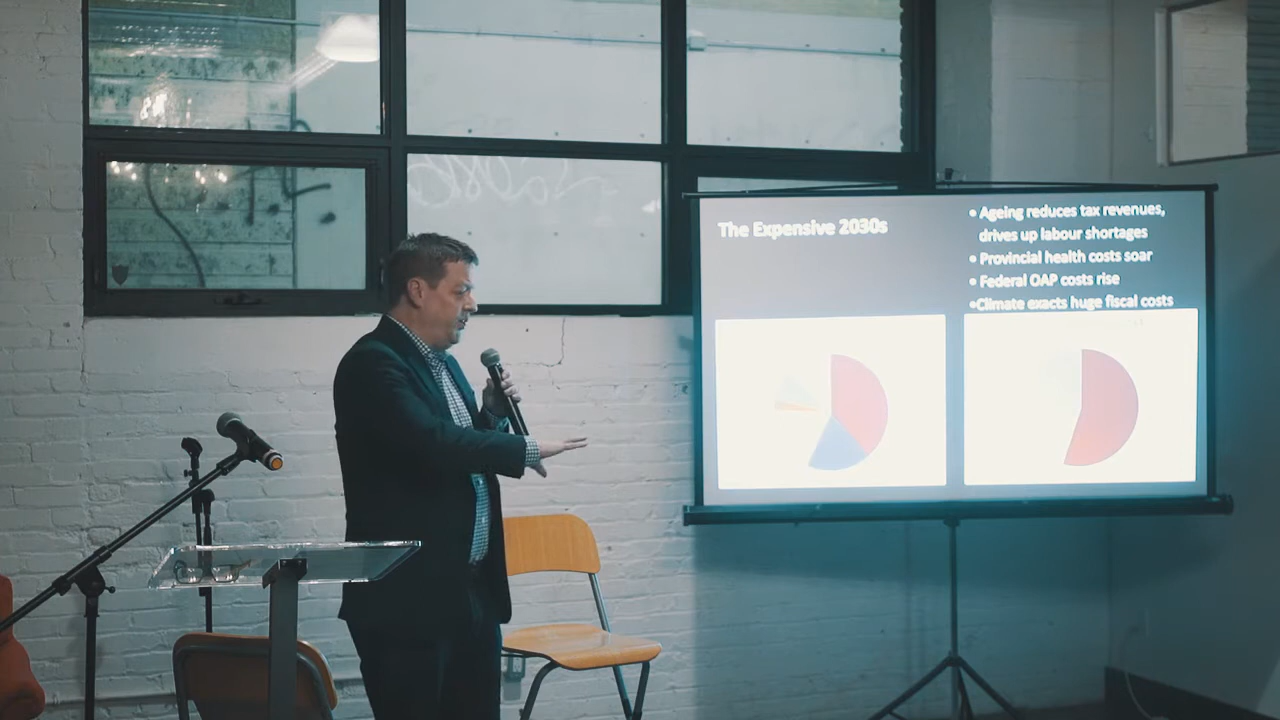 The Expensive 2030s
• Ageing reduces tax revenues,
drives up labour shortages
• Provincial health costs soar
• Federal OAP costs rise
•Climate exacts huge fiscal costs